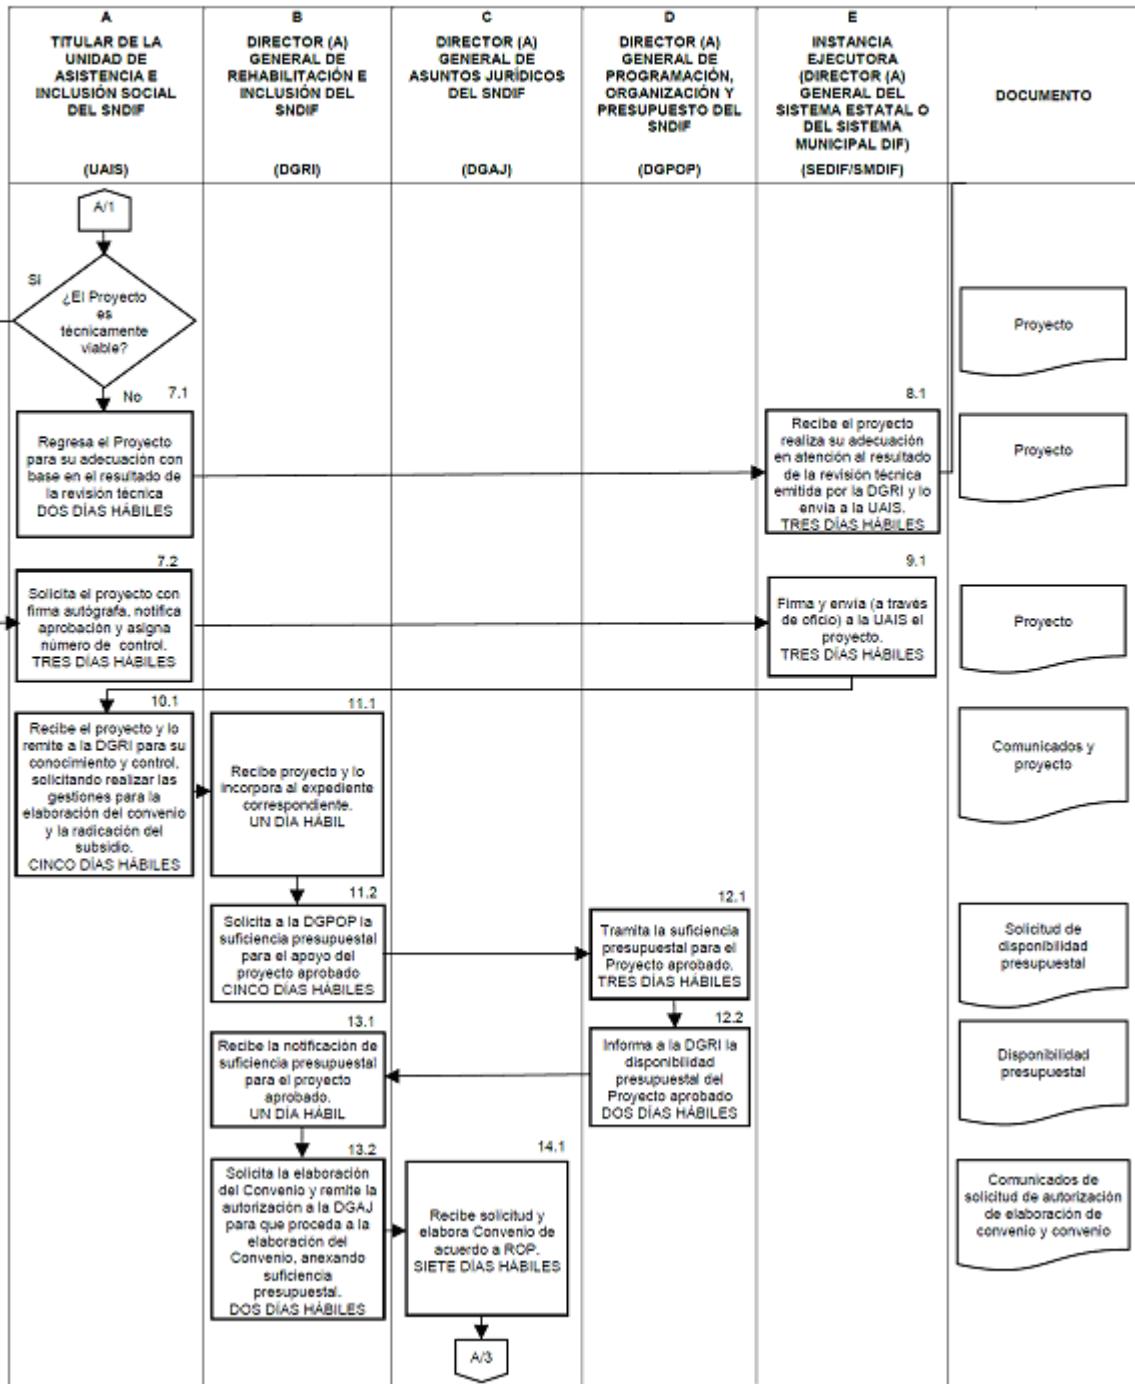 A
TITULAR DE LA
UNIDAD DE
ASISTENCIA E
INCLUSIÓN SOCIAL
DEL SNDIF
(UAIS)
B
DIRECTOR (A)
GENERAL DE
REHABILITACIÓN E
INCLUSIÓN DEL
SNDIF
(DGRI)
C
DIRECTOR (A)
GENERAL DE
ASUNTOS JURÍDICOS
DEL SNDIF
(DGAJ)
D
DIRECTOR (A)
GENERAL DE
PROGRAMACIÓN,
ORGANIZACIÓN Y
PRESUPUESTO DEL
SNDIF
(DGPOP)
E
INSTANCIA
EJECUTORA
(DIRECTOR (A)
GENERAL DEL
SISTEMA ESTATAL O
DEL SISTEMA
MUNICIPAL DIF)
(SEDIF/SMDIF)
DOCUMENTO
A/1
Sí
¿El Proyecto
es
técnicamente
viable?
Proyecto
No
7.1
Regresa el Proyecto
para su adecuación con
base en el resultado de
la revisión técnica
DOS DÍAS HÁBILES
8.1
Recibe el proyecto
realiza su adecuación
en atención al resultado
de la revisión técnica
emitida por la DGRI y lo
envía a la UAIS.
TRES DÍAS HÁBILES
Proyecto
7.2
Solicita el proyecto con
firma autógrafa, notifica
aprobación y asigna
número de control.
TRES DÍAS HÁBILES
9.1
Firma y envía (a través
de oficio) a la UAIS el
proyecto.
TRES DÍAS HÁBILES
Proyecto
10.1
Recibe el proyecto y lo
remite a la DGRI para su
conocimiento y control,
solicitando realizar las
gestiones para la
elaboración del convenio
y la radicación del
subsidio.
CINCO DÍAS HÁBILES
11.1
Recibe proyecto y lo
incorpora al expediente
correspondiente.
UN DÍA HÁBIL
Comunicados y
proyecto
11.2
Solicita a la DGPOP la
suficiencia presupuestal
para el apoyo del
proyecto aprobado
CINCO DÍAS HÁBILES
12.1
Tramita la suficiencia
presupuestal para el
Proyecto aprobado.
TRES DÍAS HÁBILES
Solicitud de
disponibilidad
presupuestal
13.1
Recibe la notificación de
suficiencia presupuestal
para el proyecto
aprobado.
UN DÍA HÁBIL
12.2
Informa a la DGRI la
disponibilidad
presupuestal del
Proyecto aprobado
DOS DÍAS HÁBILES
Disponibilidad
presupuestal
13.2
Solicita la elaboración
del Convenio y remite la
autorización a la DGAJ
para que proceda a la
elaboración del
Convenio, anexando
suficiencia
presupuestal.
DOS DÍAS HÁBILES
14.1
Recibe solicitud y
elabora Convenio de
acuerdo a ROP.
SIETE DÍAS HÁBILES
Comunicados de
solicitud de autorización
de elaboración de
convenio y convenio
A/3